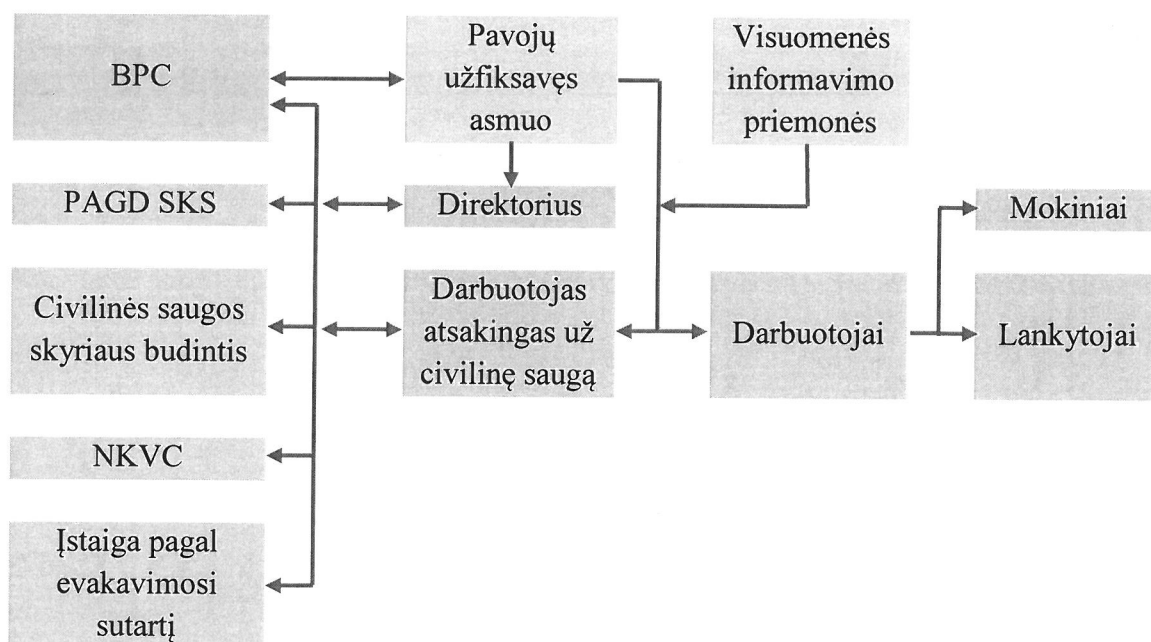 BPC
Pavojų
užfiksavęs
asmuo
Visuomenės
informavimo
priemonės
PAGD SKS
Direktorius
Mokiniai
Civilinės saugos
skyriaus budintis
Darbuotojas
atsakingas už
civilinę saugą
Darbuotojai
Lankytojai
NKVC
Įstaiga pagal
evakavimosi
sutartį